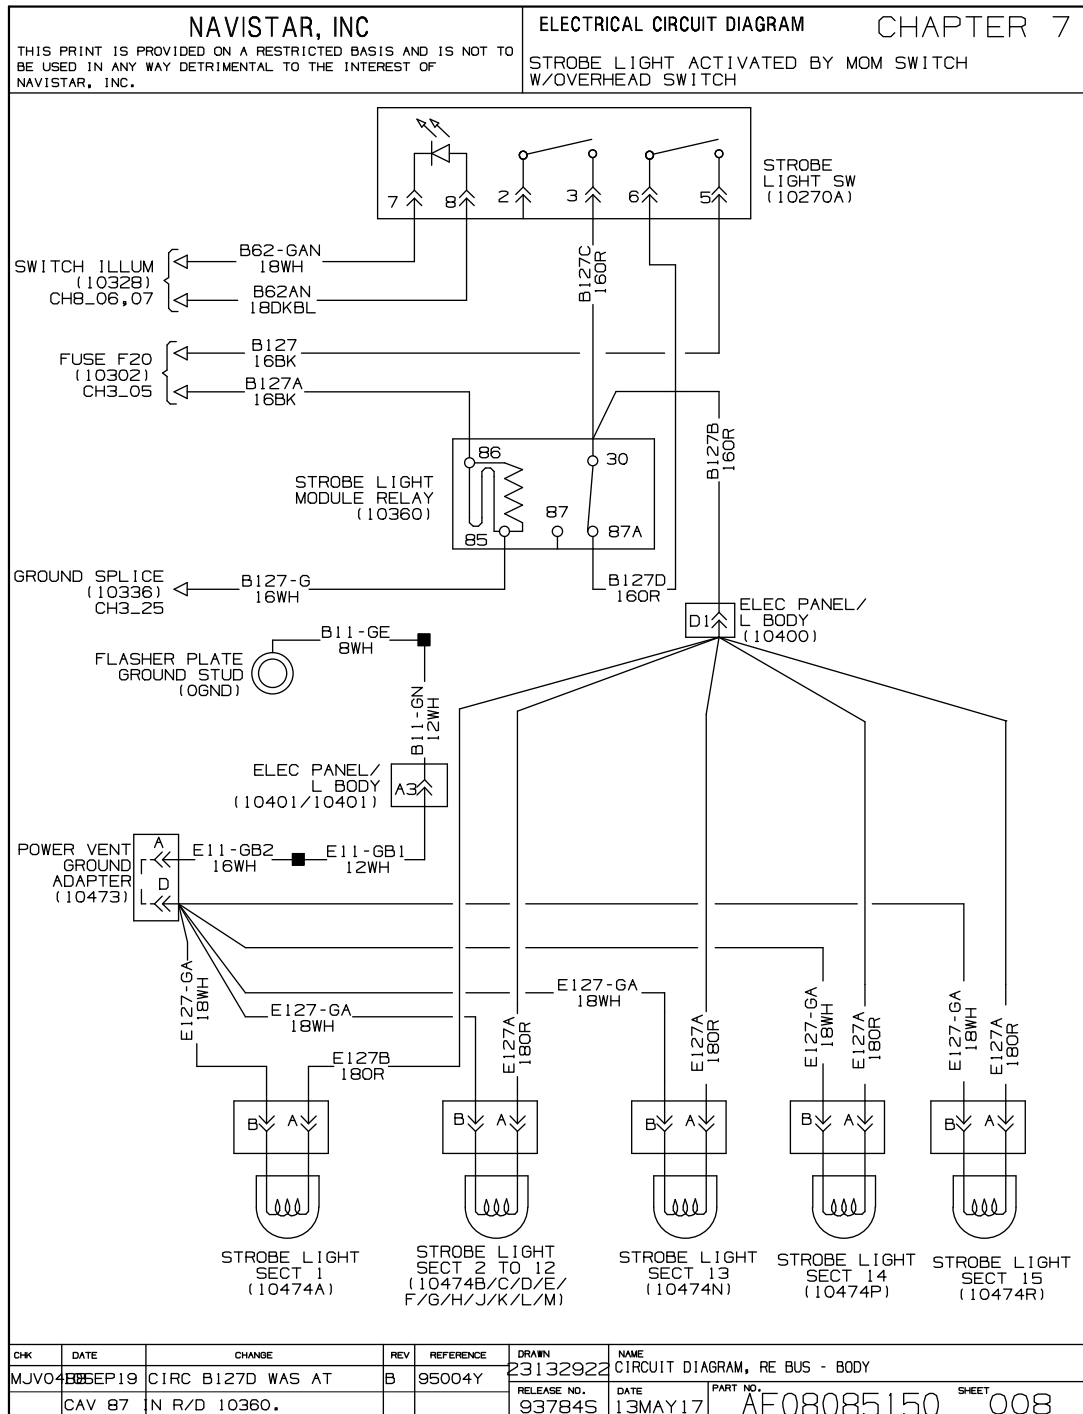 NAVISTAR, INC
THIS PRINT IS PROVIDED ON A RESTRICTED BASIS AND IS NOT TO
BE USED IN ANY WAY DETRIMENTAL TO THE INTEREST OF
NAVISTAR, INC.
ELECTRICAL CIRCUIT DIAGRAM
CHAPTER 7
STROBE LIGHT ACTIVATED BY MOM SWITCH
W/OVERHEAD SWITCH
7
8
2
3
6
5
STROBE
LIGHT SW
(10270A)
SWITCH ILLUM
(10328)
CH8_06,07
B62-GAN
18WH
B62AN
18DKBL
B127C
16OR
FUSE F20
(10302)
CH3_05
B127
16BK
B127A
16BK
B127B
16OR
STROBE LIGHT
MODULE RELAY
(10360)
86
30
87
85
87A
GROUND SPLICE
(10336)
CH3_25
B127-G
16WH
B127D
16OR
D1
ELEC PANEL/
L BODY
(10400)
FLASHER PLATE
GROUND STUD
(0GND)
B11-GE
8WH
B11-GN
12WH
ELEC PANEL/
L BODY
(10401/10401)
A3
POWER VENT
GROUND
ADAPTER
(10473)
A
D
E11-GB2
16WH
E11-GB1
12WH
E127-GA
18WH
E127-GA
18WH
E127-GA
18WH
E127-GA
18WH
E127-GA
18WH
E127B
18OR
E127A
18OR
E127A
18OR
E127A
18OR
E127A
18OR
B A
B A
B A
B A
B A
STROBE LIGHT
SECT 1
(10474A)
STROBE LIGHT
SECT 2 TO 12
(10474B/C/D/E/
F/G/H/J/K/L/M)
STROBE LIGHT
SECT 13
(10474N)
STROBE LIGHT
SECT 14
(10474P)
STROBE LIGHT
SECT 15
(10474R)
CHK DATE CHANGE REV REFERENCE
CIRC B127D WAS AT B 95004Y
CAV 87 IN R/D 10360.
DRAWN
23132922
NAME
CIRCUIT DIAGRAM, RE BUS - BODY
RELEASE NO.
93784S
DATE
13MAY17
PART NO.
AE08085150
SHEET
008